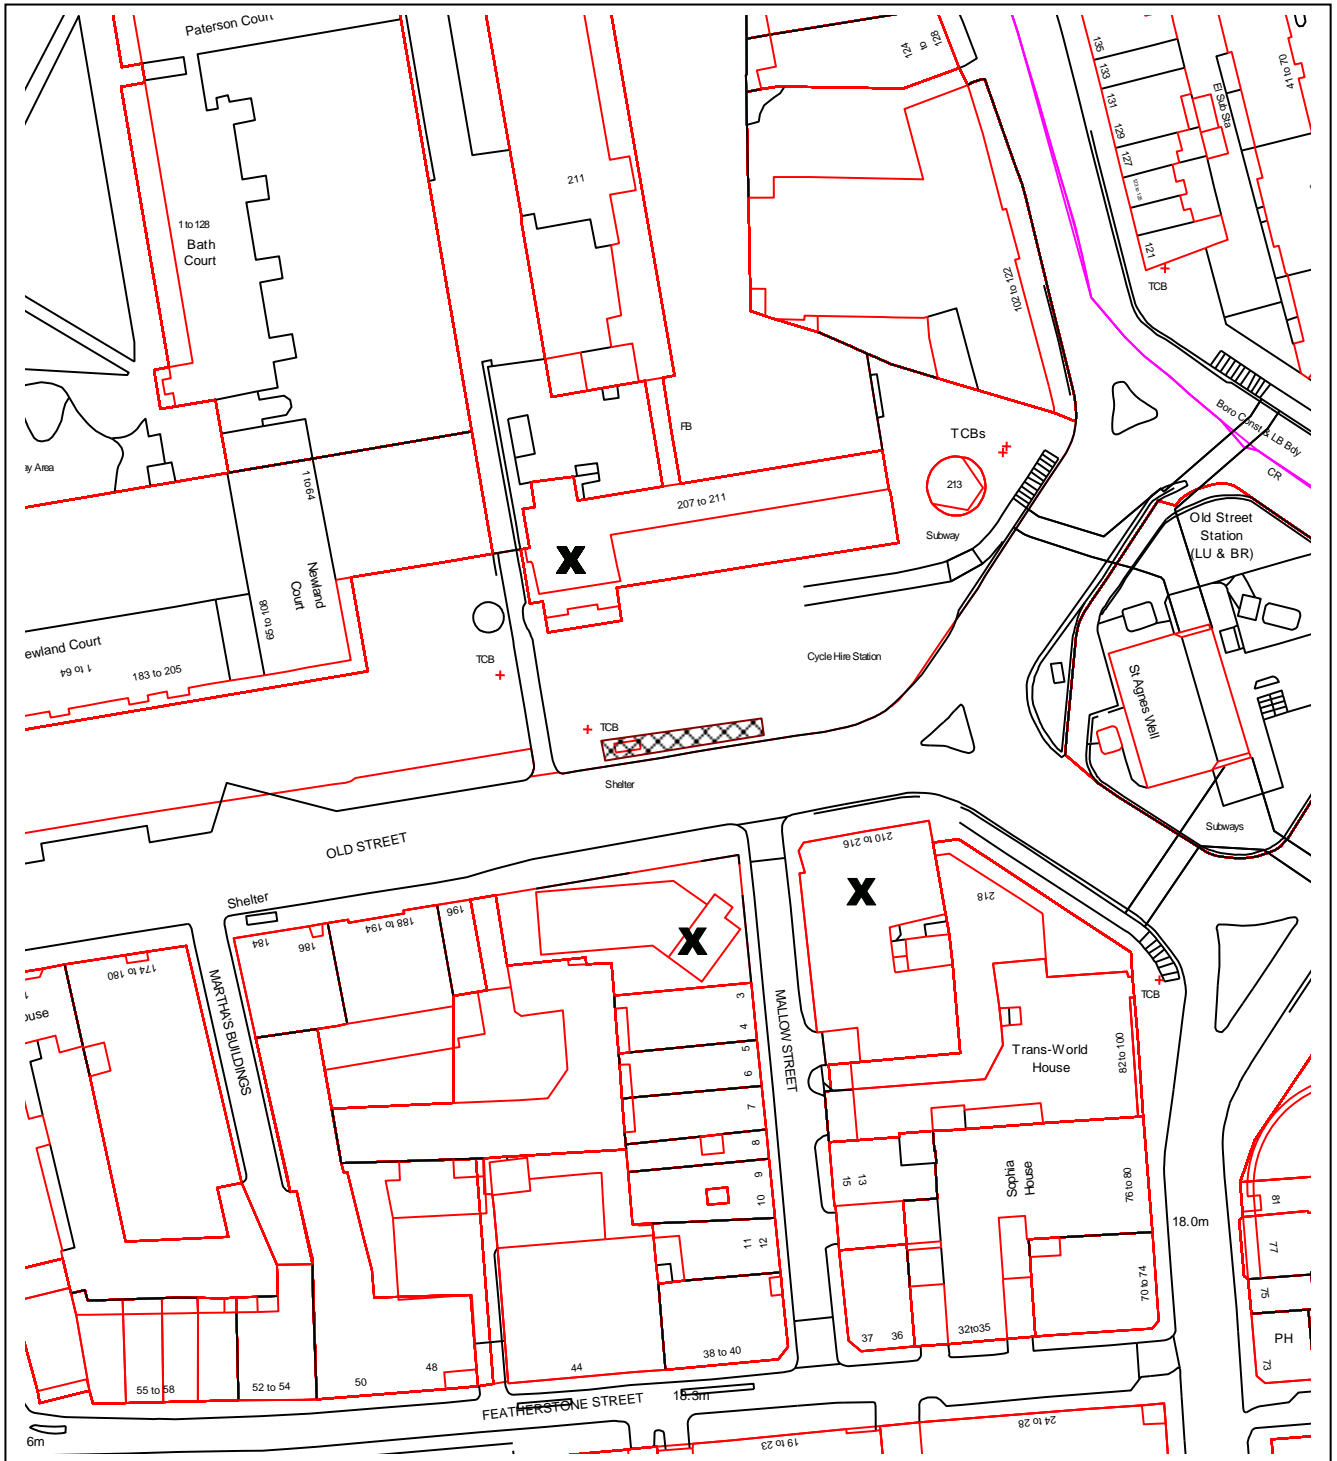 Paterson Court
128
to
124
135
133
131
129
127
121
El Sub Sta
41 to 70
TCB
211
1 to 128
Bath
Court
102 to 122
FB
TCBs
213
Boro Const & LB Bdy
CR
ay Area
1 to 64
207 to 211
Subway
Old Street
Station
(LU & BR)
X
Newland
Court
65 to 108
ewland Court
1 to 64
183 to 205
TCB
Cycle Hire Station
St Agnes Well
TCB
Shelter
Subways
OLD STREET
210 to 216
X
218
Shelter
184
186
188 to 194
196
X
174 to 180
ouse
MARTHA'S BUILDINGS
MALLOW STREET
3
4
5
6
7
8
9
10
11
12
TCB
Trans-World
House
82 to 100
15
13
Sophia
House
76 to 80
18.0m
81
77
75
73
PH
70 to 74
37
36
32to35
38 to 40
44
48
50
52 to 54
55 to 58
FEATHERSTONE STREET
18.3m
6m
19 to 23
24 to 28